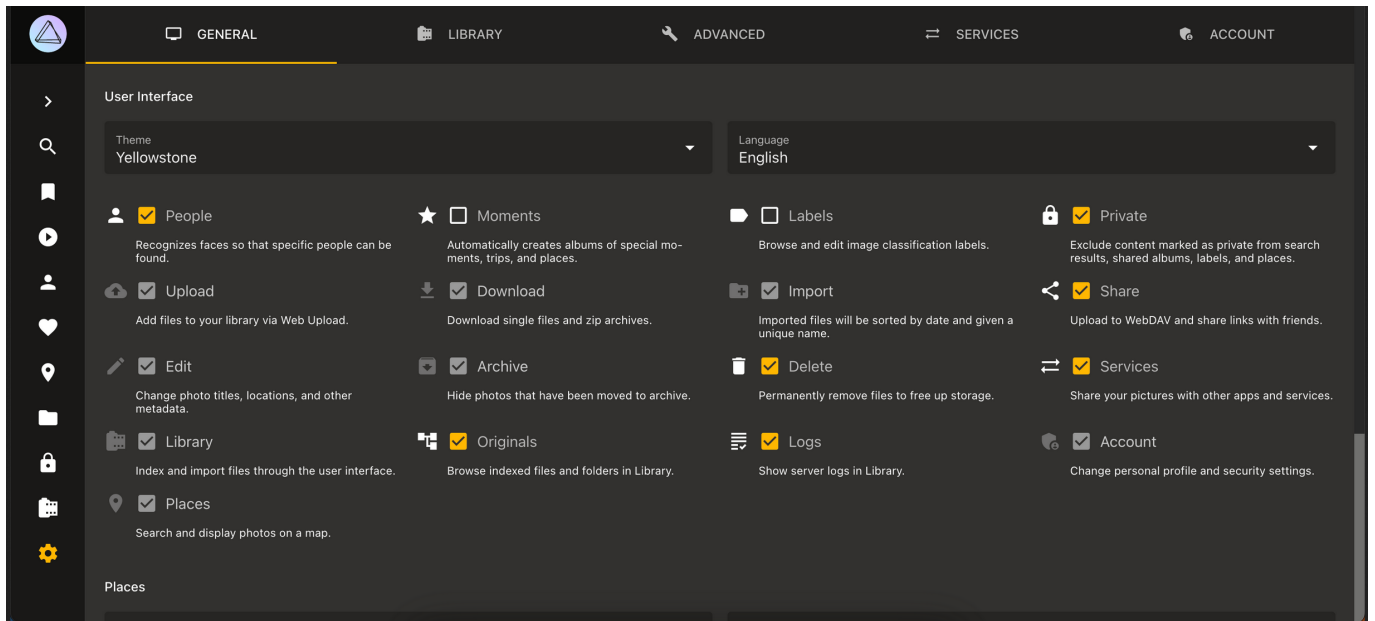 GENERAL
LIBRARY
ADVANCED
SERVICES
ACCOUNT
User Interface
Theme
Yellowstone
Language
English
People
Recognizes faces so that specific people can be
found.
Moments
Automatically creates albums of special mo-
ments, trips, and places.
Labels
Browse and edit image classification labels.
Private
Exclude content marked as private from search
results, shared albums, labels, and places.
Upload
Add files to your library via Web Upload.
Download
Download single files and zip archives.
Import
Imported files will be sorted by date and given a
unique name.
Share
Upload to WebDAV and share links with friends.
Edit
Change photo titles, locations, and other
metadata.
Archive
Hide photos that have been moved to archive.
Delete
Permanently remove files to free up storage.
Services
Share your pictures with other apps and services.
Library
Index and import files through the user interface.
Originals
Browse indexed files and folders in Library.
Logs
Show server logs in Library.
Account
Change personal profile and security settings.
Places
Search and display photos on a map.
Places